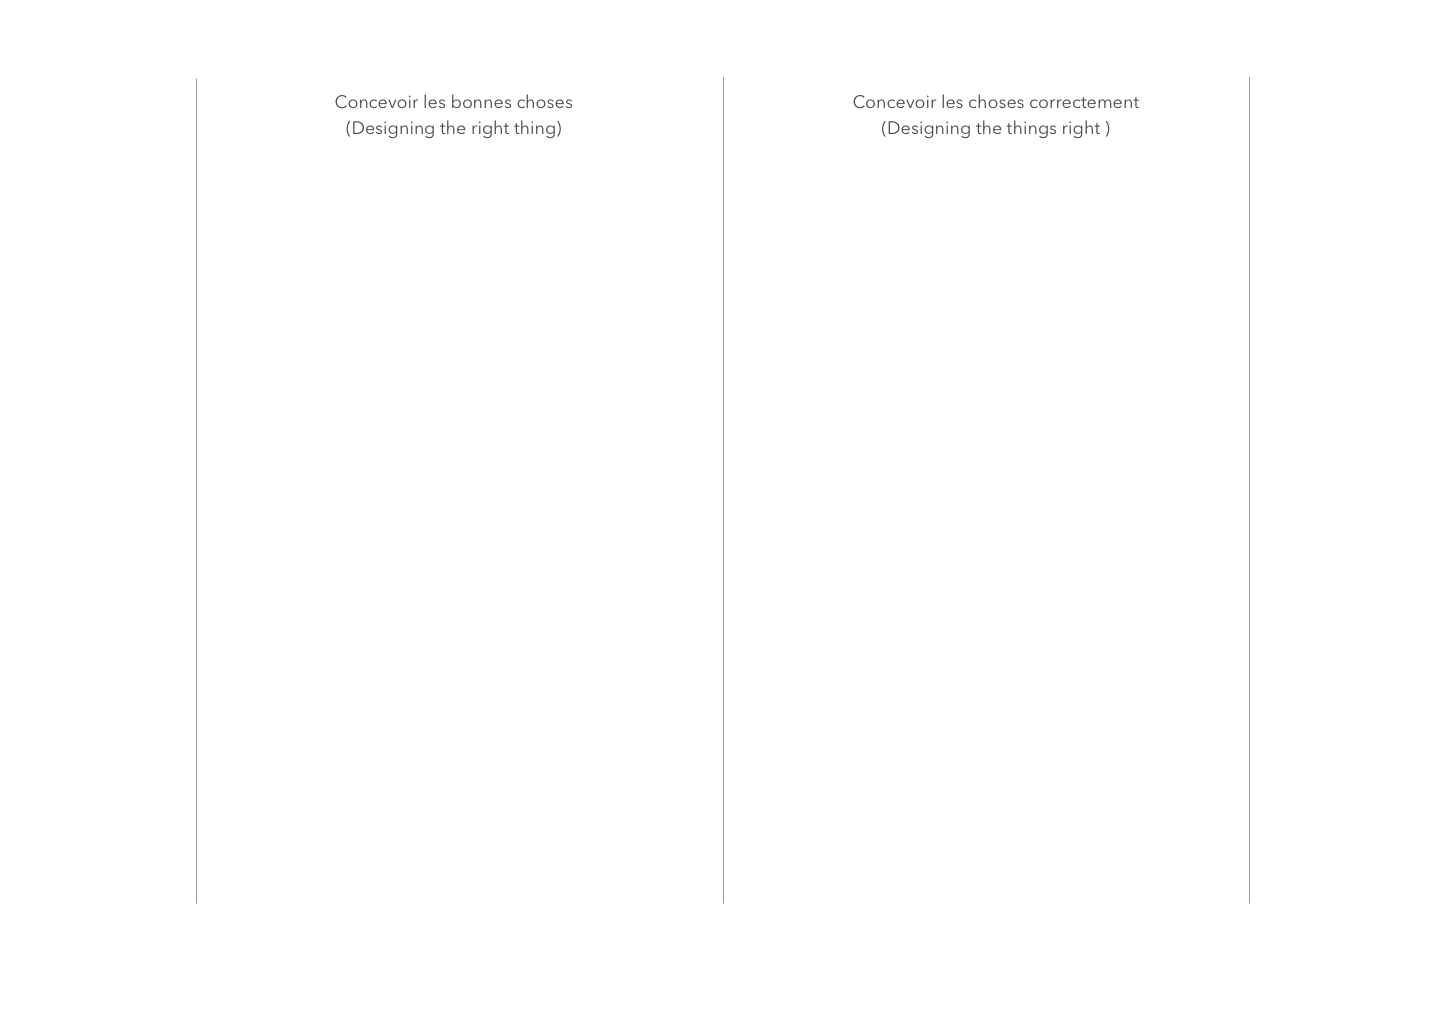 Concevoir les bonnes choses
(Designing the right thing)
Concevoir les choses correctement
(Designing the things right )